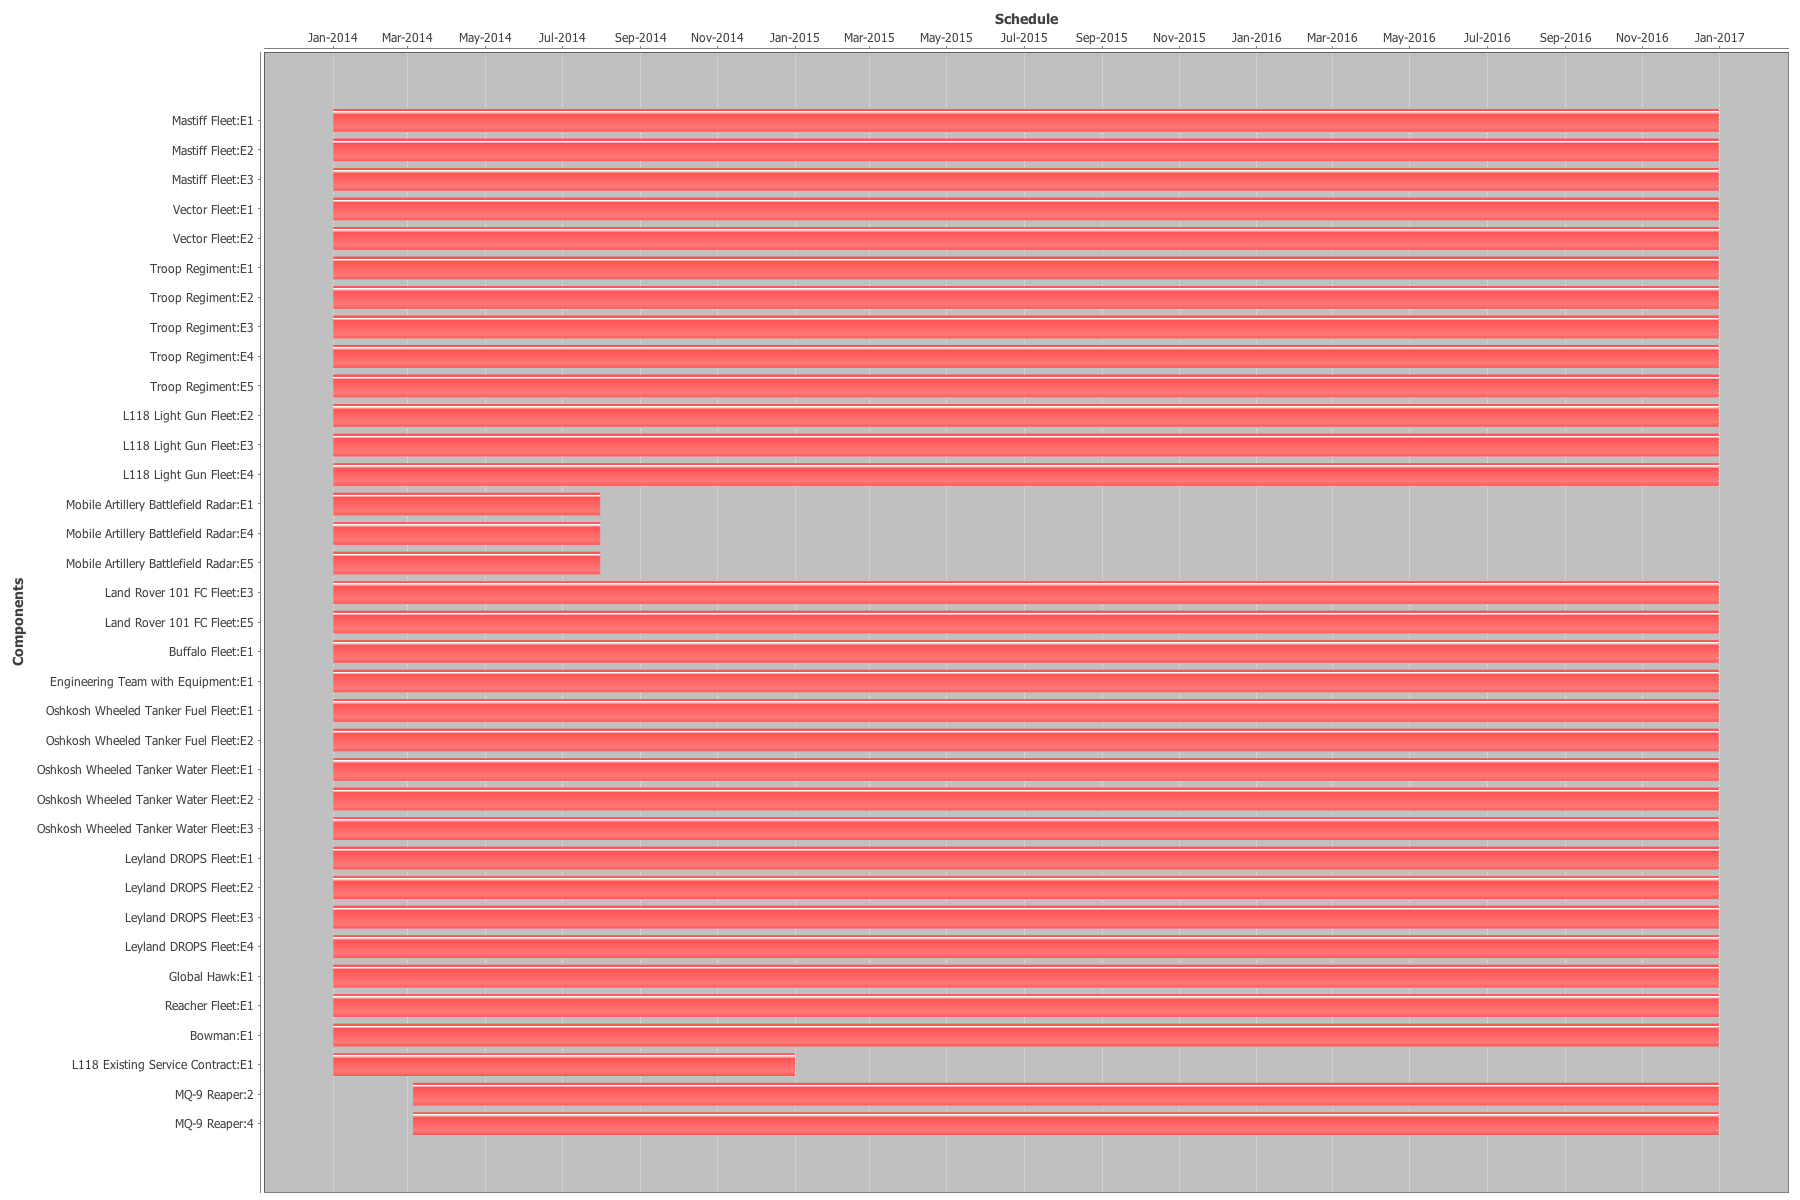 Schedule
Jan-2014 Mar-2014 May-2014 Jul-2014 Sep-2014 Nov-2014 Jan-2015 Mar-2015 May-2015 Jul-2015 Sep-2015 Nov-2015 Jan-2016 Mar-2016 May-2016 Jul-2016 Sep-2016 Nov-2016 Jan-2017
Components
Mastiff Fleet:E1
Mastiff Fleet:E2
Mastiff Fleet:E3
Vector Fleet:E1
Vector Fleet:E2
Troop Regiment:E1
Troop Regiment:E2
Troop Regiment:E3
Troop Regiment:E4
Troop Regiment:E5
L118 Light Gun Fleet:E2
L118 Light Gun Fleet:E3
L118 Light Gun Fleet:E4
Mobile Artillery Battlefield Radar:E1
Mobile Artillery Battlefield Radar:E4
Mobile Artillery Battlefield Radar:E5
Land Rover 101 FC Fleet:E3
Land Rover 101 FC Fleet:E5
Buffalo Fleet:E1
Engineering Team with Equipment:E1
Oshkosh Wheeled Tanker Fuel Fleet:E1
Oshkosh Wheeled Tanker Fuel Fleet:E2
Oshkosh Wheeled Tanker Water Fleet:E1
Oshkosh Wheeled Tanker Water Fleet:E2
Oshkosh Wheeled Tanker Water Fleet:E3
Leyland DROPS Fleet:E1
Leyland DROPS Fleet:E2
Leyland DROPS Fleet:E3
Leyland DROPS Fleet:E4
Global Hawk:E1
Reacher Fleet:E1
Bowman:E1
L118 Existing Service Contract:E1
MQ-9 Reaper:2
MQ-9 Reaper:4